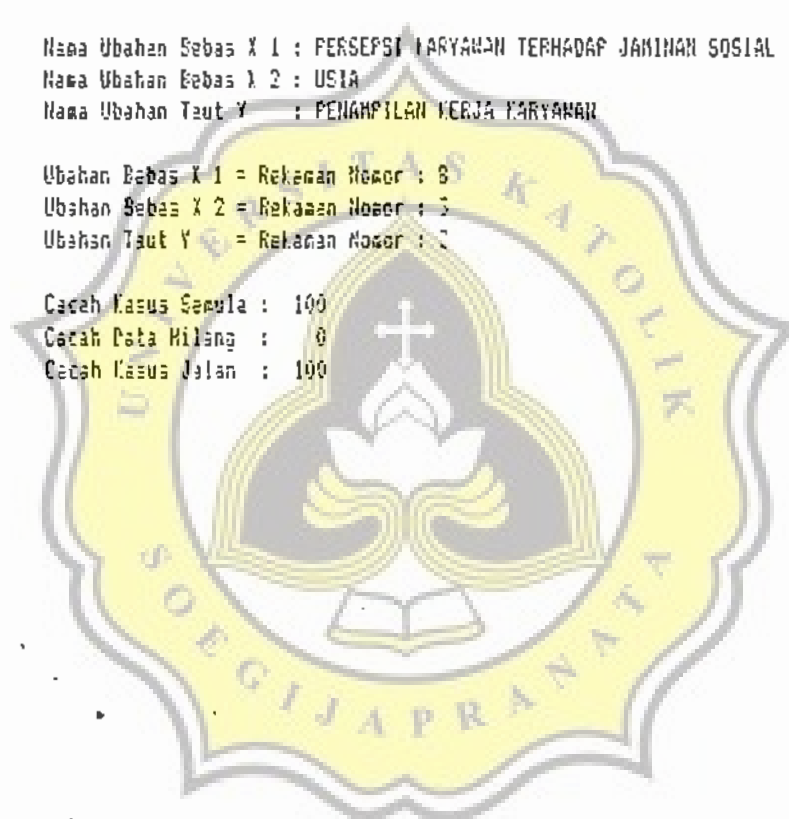 Nama Ubahan Bebas X 1 : PERSEPSI KARYAWAN TERHADAP JAMINAN SOSIAL
Nama Ubahan Bebas X 2 : USIA
Nama Ubahan Taut Y : PENAMPILAN KERJA KARYAWAN
Ubahan Bebas X 1 = Rekaman Nomor : 8
Ubahan Bebas X 2 = Rekaman Nomor :
Ubahan Taut Y = Rekaman Nomor :
Cacah Kasus Semula : 100
Cacah Data Hilang : 0
Cacah Kasus Jalan : 100
UNIVERSITAS KATOLIK
SOEGIJAPRANATA